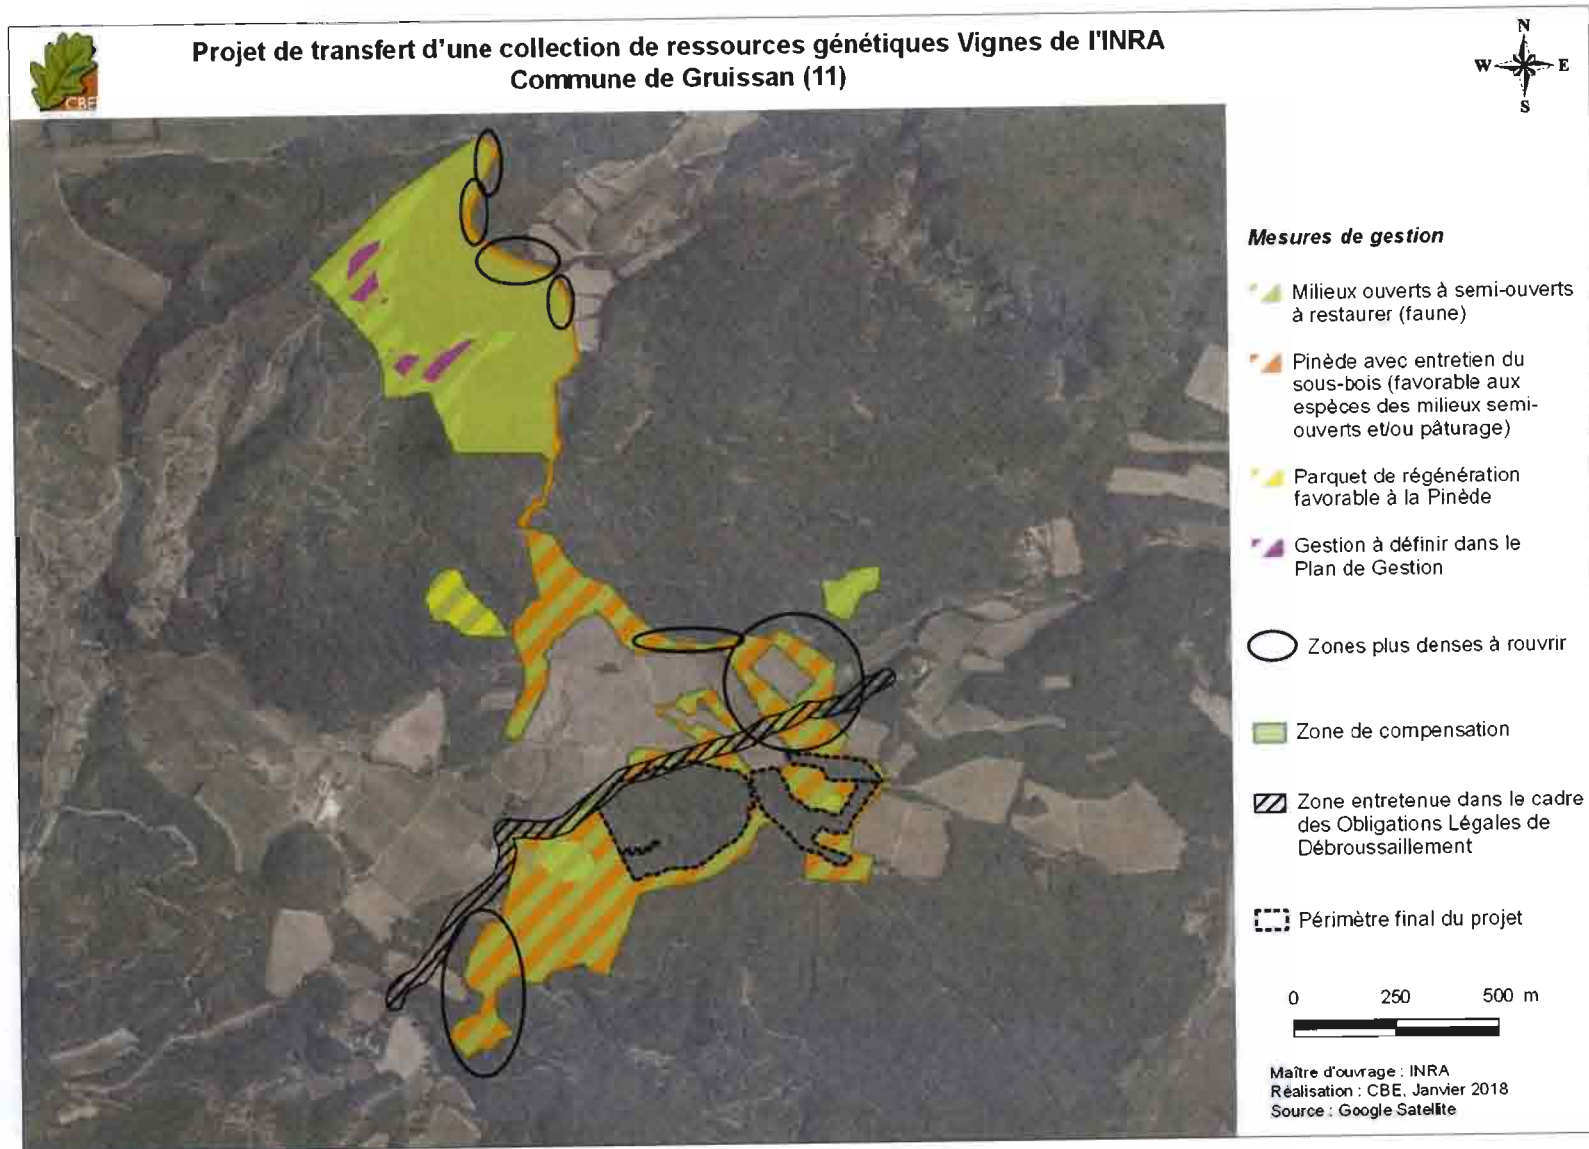 Projet de transfert d'une collection de ressources génétiques Vignes de l'INRA
Commune de Gruissan (11)
CBE
N
W
E
S
Mesures de gestion
Milieux ouverts à semi-ouverts
à restaurer (faune)
Pinède avec entretien du
sous-bois (favorable aux
espèces des milieux semi-
ouverts et/ou pâturage)
Parquet de régénération
favorable à la Pinède
Gestion à définir dans le
Plan de Gestion
Zones plus denses à rouvrir
Zone de compensation
Zone entretenue dans le cadre
des Obligations Légales de
Débroussaillement
Périmètre final du projet
0 250 500 m
Maître d'ouvrage : INRA
Réalisation : CBE, Janvier 2018
Source : Google Satellite